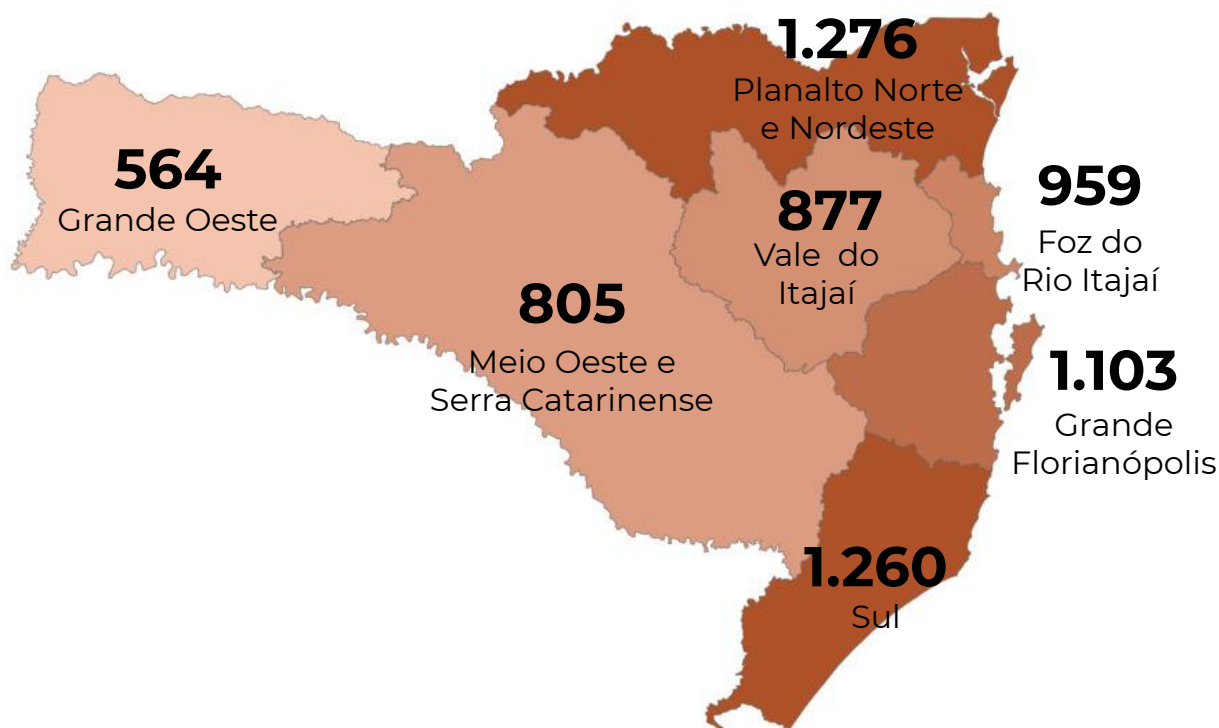 1.276
Planalto Norte
e Nordeste
564
Grande Oeste
877
Vale do
Itajaí
959
Foz do
Rio Itajaí
805
Meio Oeste e
Serra Catarinense
1.103
Grande
Florianópolis
1.260
Sul